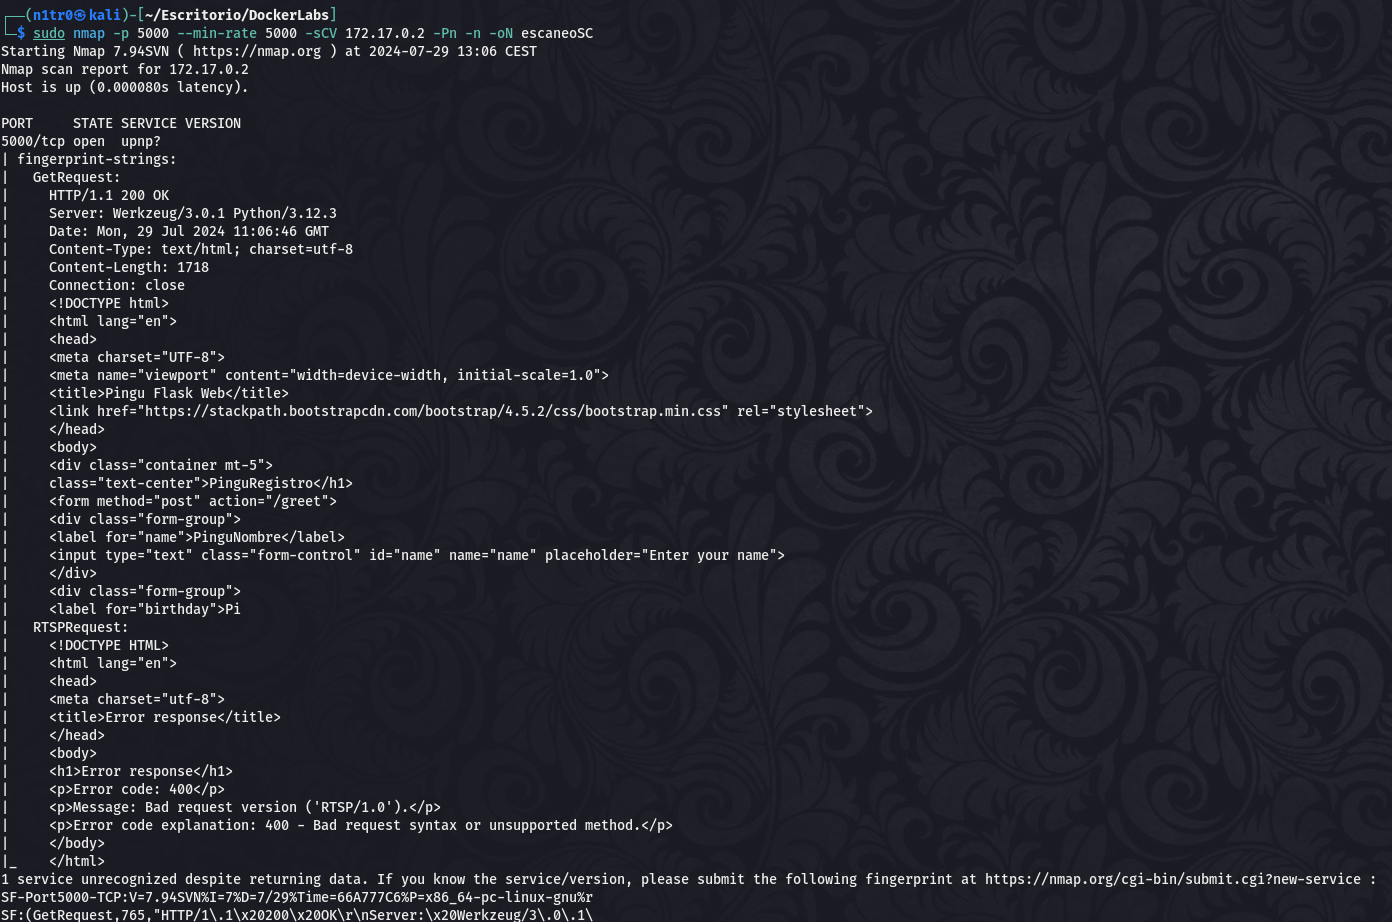 ┌──(n1tr0㉿kali)-[~/Escritorio/DockerLabs]
└─$ sudo nmap -p 5000 --min-rate 5000 -sCV 172.17.0.2 -Pn -n -oN escaneoSC
Starting Nmap 7.94SVN ( https://nmap.org ) at 2024-07-29 13:06 CEST
Nmap scan report for 172.17.0.2
Host is up (0.000080s latency).

PORT     STATE SERVICE VERSION
5000/tcp open  upnp?
| fingerprint-strings:
|   GetRequest:
|     HTTP/1.1 200 OK
|     Server: Werkzeug/3.0.1 Python/3.12.3
|     Date: Mon, 29 Jul 2024 11:06:46 GMT
|     Content-Type: text/html; charset=utf-8
|     Content-Length: 1718
|     Connection: close
|     <!DOCTYPE html>
|     <html lang="en">
|     <head>
|     <meta charset="UTF-8">
|     <meta name="viewport" content="width=device-width, initial-scale=1.0">
|     <title>Pingu Flask Web</title>
|     <link href="https://stackpath.bootstrapcdn.com/bootstrap/4.5.2/css/bootstrap.min.css" rel="stylesheet">
|     </head>
|     <body>
|     <div class="container mt-5">
|     class="text-center">PinguRegistro</h1>
|     <form method="post" action="/greet">
|     <div class="form-group">
|     <label for="name">PinguNombre</label>
|     <input type="text" class="form-control" id="name" name="name" placeholder="Enter your name">
|     </div>
|     <div class="form-group">
|     <label for="birthday">Pi
|   RTSPRequest:
|     <!DOCTYPE HTML>
|     <html lang="en">
|     <head>
|     <meta charset="utf-8">
|     <title>Error response</title>
|     </head>
|     <body>
|     <h1>Error response</h1>
|     <p>Error code: 400</p>
|     <p>Message: Bad request version ('RTSP/1.0').</p>
|     <p>Error code explanation: 400 - Bad request syntax or unsupported method.</p>
|     </body>
|_    </html>
1 service unrecognized despite returning data. If you know the service/version, please submit the following fingerprint at https://nmap.org/cgi-bin/submit.cgi?new-service :
SF-Port5000-TCP:V=7.94SVN%I=7%D=7/29%Time=66A777C6%P=x86_64-pc-linux-gnu%r
SF:(GetRequest,765,"HTTP/1\.1\x20200\x20OK\r\nServer:\x20Werkzeug/3\.0\.1\